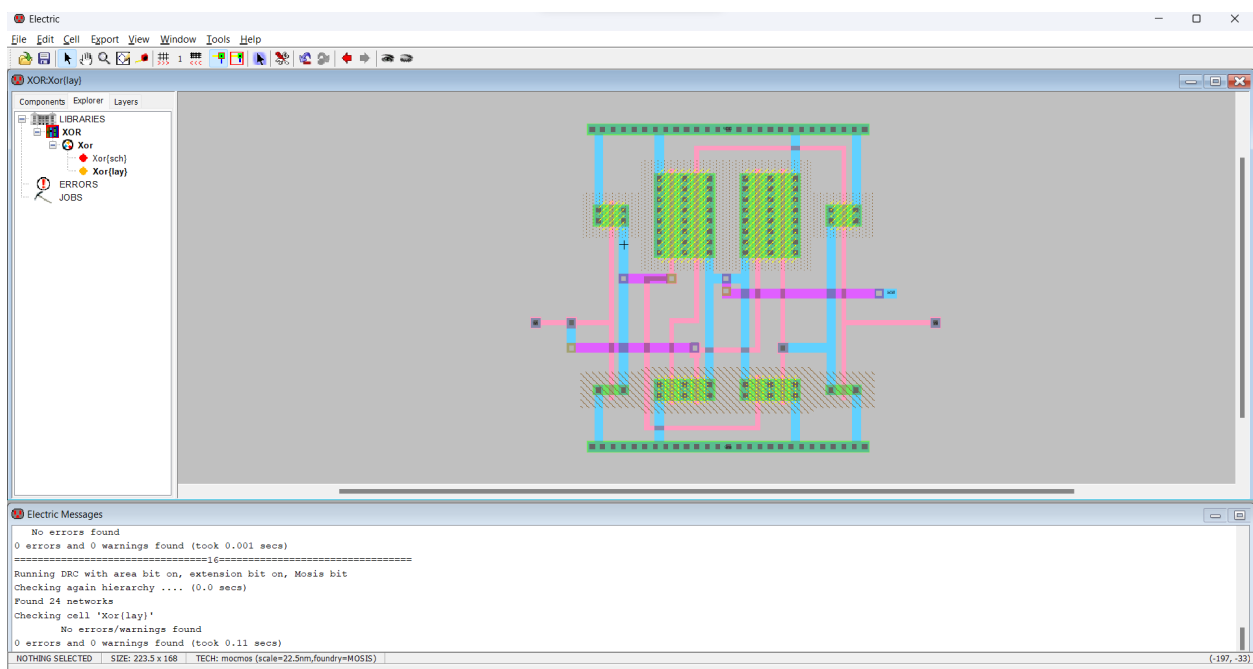 Electric
File Edit Cell Export View Window Tools Help
1
XOR:Xor{lay}
Components Explorer Layers
LIBRARIES
XOR
Xor
Xor{sch}
Xor{lay}
ERRORS
JOBS
Electric Messages
No errors found
0 errors and 0 warnings found (took 0.001 secs)
=================================16=================================
Running DRC with area bit on, extension bit on, Mosis bit
Checking again hierarchy .... (0.0 secs)
Found 24 networks
Checking cell 'Xor{lay}'
No errors/warnings found
0 errors and 0 warnings found (took 0.11 secs)
NOTHING SELECTED SIZE: 223.5 x 168 TECH: mocmos (scale=22.5nm,foundry=MOSIS) (-197, -33)